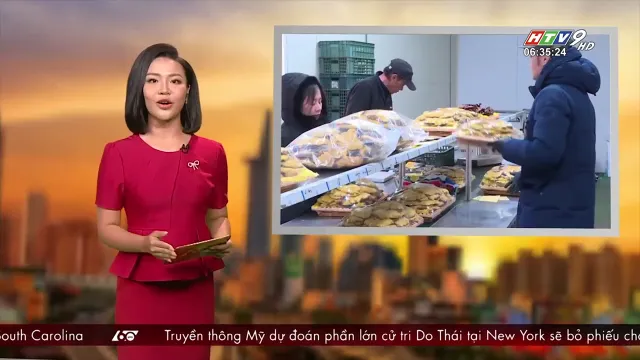 HTV9 HD
06:35:24
South Carolina
60
Truyền thông Mỹ dự đoán phần lớn cử tri Do Thái tại New York sẽ bỏ phiếu